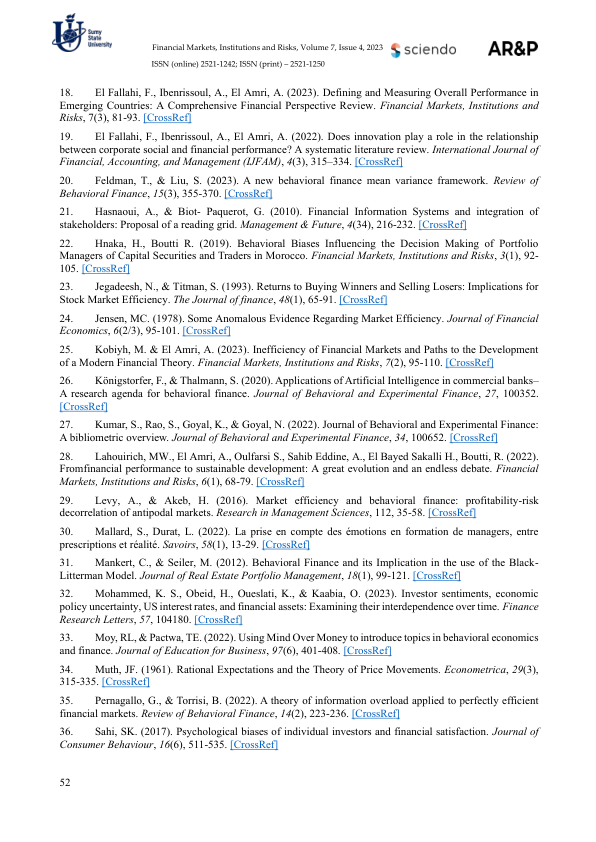 Sumy
State
University
Financial Markets, Institutions and Risks, Volume 7, Issue 4, 2023
sciendo
AR&P
ISSN (online) 2521-1242; ISSN (print) – 2521-1250
18. El Fallahi, F., Ibenrissoul, A., El Amri, A. (2023). Defining and Measuring Overall Performance in
Emerging Countries: A Comprehensive Financial Perspective Review. Financial Markets, Institutions and
Risks, 7(3), 81-93. [CrossRef]
19. El Fallahi, F., Ibenrissoul, A., El Amri, A. (2022). Does innovation play a role in the relationship
between corporate social and financial performance? A systematic literature review. International Journal of
Financial, Accounting, and Management (IJFAM), 4(3), 315–334. [CrossRef]
20. Feldman, T., & Liu, S. (2023). A new behavioral finance mean variance framework. Review of
Behavioral Finance, 15(3), 355-370. [CrossRef]
21. Hasnaoui, A., & Biot- Paquerot, G. (2010). Financial Information Systems and integration of
stakeholders: Proposal of a reading grid. Management & Future, 4(34), 216-232. [CrossRef]
22. Hnaka, H., Boutti R. (2019). Behavioral Biases Influencing the Decision Making of Portfolio
Managers of Capital Securities and Traders in Morocco. Financial Markets, Institutions and Risks, 3(1), 92-
105. [CrossRef]
23. Jegadeesh, N., & Titman, S. (1993). Returns to Buying Winners and Selling Losers: Implications for
Stock Market Efficiency. The Journal of finance, 48(1), 65-91. [CrossRef]
24. Jensen, MC. (1978). Some Anomalous Evidence Regarding Market Efficiency. Journal of Financial
Economics, 6(2/3), 95-101. [CrossRef]
25. Kobiyh, M. & El Amri, A. (2023). Inefficiency of Financial Markets and Paths to the Development
of a Modern Financial Theory. Financial Markets, Institutions and Risks, 7(2), 95-110. [CrossRef]
26. Königstorfer, F., & Thalmann, S. (2020). Applications of Artificial Intelligence in commercial banks–
A research agenda for behavioral finance. Journal of Behavioral and Experimental Finance, 27, 100352.
[CrossRef]
27. Kumar, S., Rao, S., Goyal, K., & Goyal, N. (2022). Journal of Behavioral and Experimental Finance:
A bibliometric overview. Journal of Behavioral and Experimental Finance, 34, 100652. [CrossRef]
28. Lahouirich, MW., El Amri, A., Oulfarsi S., Sahib Eddine, A., El Bayed Sakalli H., Boutti, R. (2022).
Fromfinancial performance to sustainable development: A great evolution and an endless debate. Financial
Markets, Institutions and Risks, 6(1), 68-79. [CrossRef]
29. Levy, A., & Akeb, H. (2016). Market efficiency and behavioral finance: profitability-risk
decorrelation of antipodal markets. Research in Management Sciences, 112, 35-58. [CrossRef]
30. Mallard, S., Durat, L. (2022). La prise en compte des émotions en formation de managers, entre
prescriptions et réalité. Savoirs, 58(1), 13-29. [CrossRef]
31. Mankert, C., & Seiler, M. (2012). Behavioral Finance and its Implication in the use of the Black-
Litterman Model. Journal of Real Estate Portfolio Management, 18(1), 99-121. [CrossRef]
32. Mohammed, K. S., Obeid, H., Oueslati, K., & Kaabia, O. (2023). Investor sentiments, economic
policy uncertainty, US interest rates, and financial assets: Examining their interdependence over time. Finance
Research Letters, 57, 104180. [CrossRef]
33. Moy, RL, & Pactwa, TE. (2022). Using Mind Over Money to introduce topics in behavioral economics
and finance. Journal of Education for Business, 97(6), 401-408. [CrossRef]
34. Muth, JF. (1961). Rational Expectations and the Theory of Price Movements. Econometrica, 29(3),
315-335. [CrossRef]
35. Pernagallo, G., & Torrisi, B. (2022). A theory of information overload applied to perfectly efficient
financial markets. Review of Behavioral Finance, 14(2), 223-236. [CrossRef]
36. Sahi, SK. (2017). Psychological biases of individual investors and financial satisfaction. Journal of
Consumer Behaviour, 16(6), 511-535. [CrossRef]
52